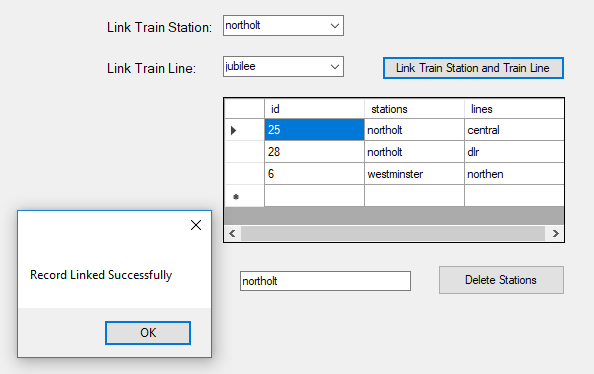 Link Train Station: northolt
Link Train Line: jubilee Link Train Station and Train Line
id stations lines
25 northolt central
28 northolt dlr
6 westminster northen
Record Linked Successfully
OK
northolt Delete Stations